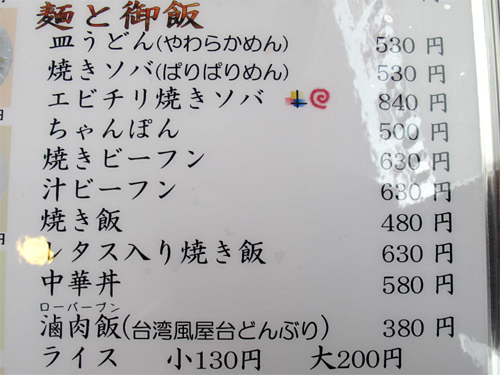 麺と御飯
皿うどん(やわらかめん) 530 円
焼きソバ(ぱりぱりめん) 530 円
エビチリ焼きソバ 840 円
ちゃんぽん 500 円
焼きビーフン 630 円
汁ビーフン 630 円
焼き飯 480 円
レタス入り焼き飯 630 円
中華丼 580 円
ローバープン
滷肉飯(台湾風屋台どんぶり) 380 円
ライス 小130円 大200円